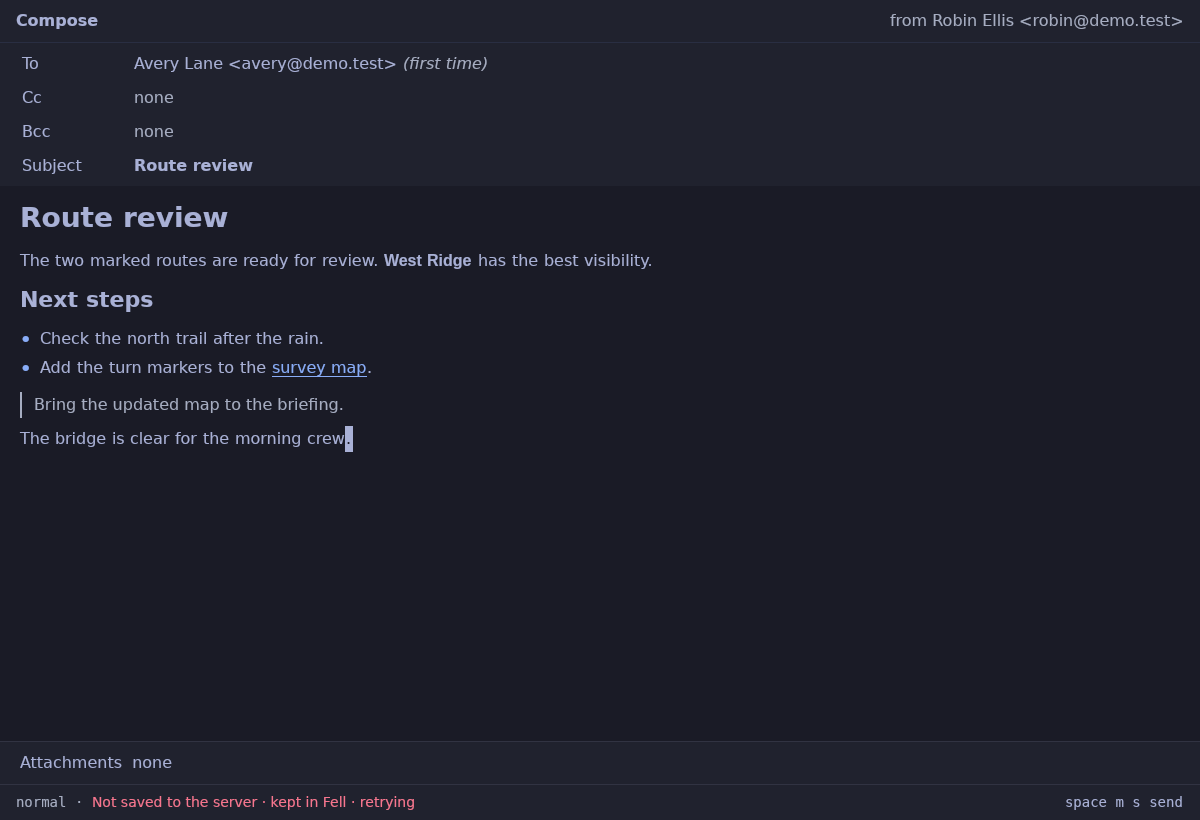 Compose
from Robin Ellis <robin@demo.test>
To Avery Lane <avery@demo.test> (first time)
Cc none
Bcc none
Subject Route review
Route review
The two marked routes are ready for review. West Ridge has the best visibility.
Next steps
• Check the north trail after the rain.
• Add the turn markers to the survey map.
Bring the updated map to the briefing.
The bridge is clear for the morning crew.
Attachments none
normal · Not saved to the server · kept in Fell · retrying
space m s send